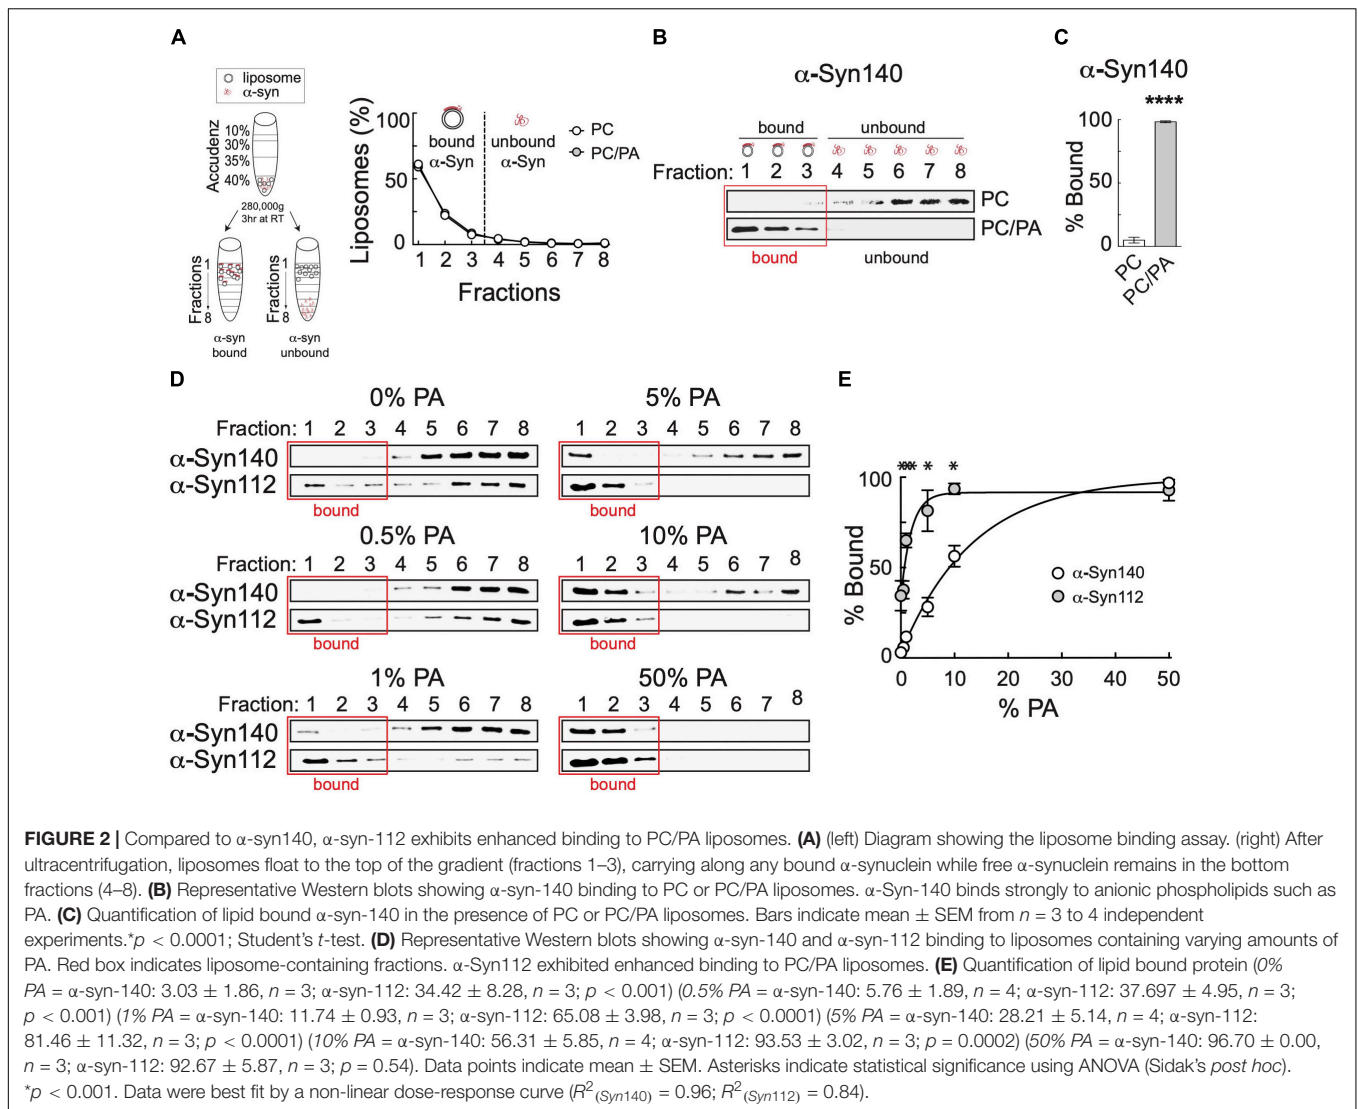 A
liposome
α-syn
Accudenz
10%
30%
35%
40%
280,000g
3hr at RT
Fractions
1
8
Fractions
1
8
α-syn
bound
α-syn
unbound
Liposomes (%)
100
50
0
bound
α-Syn
unbound
α-Syn
PC
PC/PA
1 2 3 4 5 6 7 8
Fractions
B
α-Syn140
bound unbound
Fraction: 1 2 3 4 5 6 7 8
PC
PC/PA
bound unbound
C
α-Syn140
****
% Bound
100
50
0
PC
PC/PA
D
0% PA
Fraction: 1 2 3 4 5 6 7 8
α-Syn140
α-Syn112
bound
5% PA
1 2 3 4 5 6 7 8
bound
0.5% PA
Fraction: 1 2 3 4 5 6 7 8
α-Syn140
α-Syn112
bound
10% PA
1 2 3 4 5 6 7 8
bound
1% PA
Fraction: 1 2 3 4 5 6 7 8
α-Syn140
α-Syn112
bound
50% PA
1 2 3 4 5 6 7 8
bound
E
*** * *
% Bound
100
50
0
α-Syn140
α-Syn112
0 10 20 30 40 50
% PA
FIGURE 2 | Compared to α-syn140, α-syn-112 exhibits enhanced binding to PC/PA liposomes. (A) (left) Diagram showing the liposome binding assay. (right) After
ultracentrifugation, liposomes float to the top of the gradient (fractions 1–3), carrying along any bound α-synuclein while free α-synuclein remains in the bottom
fractions (4–8). (B) Representative Western blots showing α-syn-140 binding to PC or PC/PA liposomes. α-Syn-140 binds strongly to anionic phospholipids such as
PA. (C) Quantification of lipid bound α-syn-140 in the presence of PC or PC/PA liposomes. Bars indicate mean ± SEM from n = 3 to 4 independent
experiments.*p < 0.0001; Student's t-test. (D) Representative Western blots showing α-syn-140 and α-syn-112 binding to liposomes containing varying amounts of
PA. Red box indicates liposome-containing fractions. α-Syn112 exhibited enhanced binding to PC/PA liposomes. (E) Quantification of lipid bound protein (0%
PA = α-syn-140: 3.03 ± 1.86, n = 3; α-syn-112: 34.42 ± 8.28, n = 3; p < 0.001) (0.5% PA = α-syn-140: 5.76 ± 1.89, n = 4; α-syn-112: 37.697 ± 4.95, n = 3;
p < 0.001) (1% PA = α-syn-140: 11.74 ± 0.93, n = 3; α-syn-112: 65.08 ± 3.98, n = 3; p < 0.0001) (5% PA = α-syn-140: 28.21 ± 5.14, n = 4; α-syn-112:
81.46 ± 11.32, n = 3; p < 0.0001) (10% PA = α-syn-140: 56.31 ± 5.85, n = 4; α-syn-112: 93.53 ± 3.02, n = 3; p = 0.0002) (50% PA = α-syn-140: 96.70 ± 0.00,
n = 3; α-syn-112: 92.67 ± 5.87, n = 3; p = 0.54). Data points indicate mean ± SEM. Asterisks indicate statistical significance using ANOVA (Sidak's post hoc).
*p < 0.001. Data were best fit by a non-linear dose-response curve (R2(Syn140) = 0.96; R2(Syn112) = 0.84).